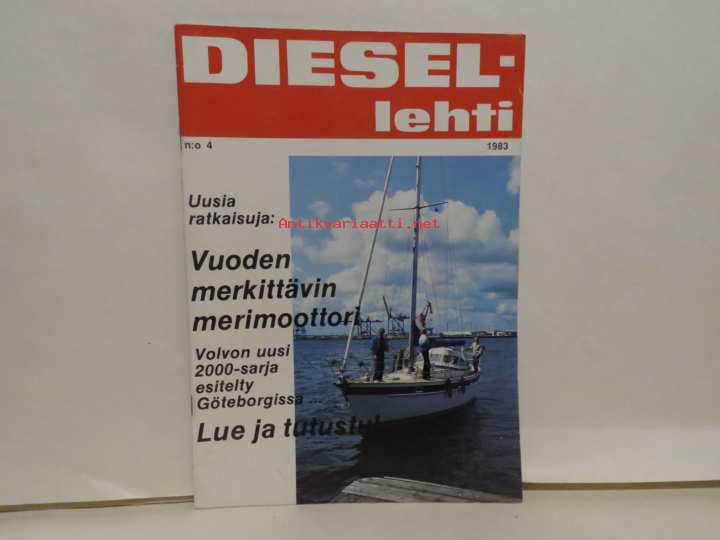 DIESEL-
lehti
n:o 4 1983
Uusia
ratkaisuja:
Antikvariaatti.net
Vuoden
merkittävin
merimoottori
Volvon uusi
2000-sarja
esitelty
Göteborgissa ...
Lue ja tutustu!